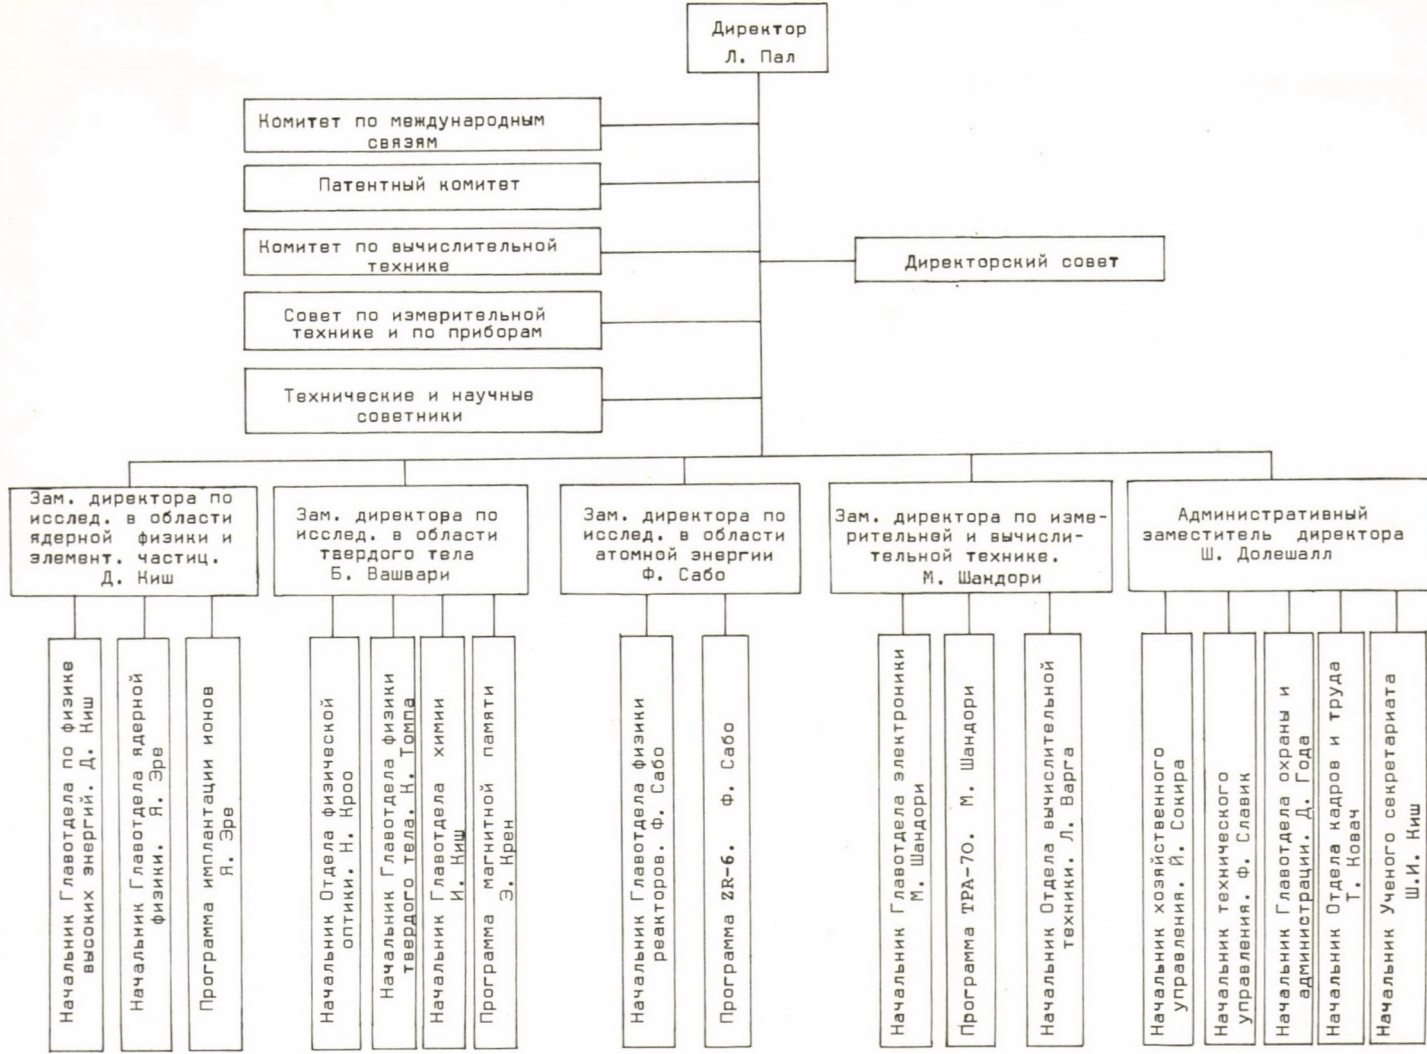 Директор
Л. Пал
Комитет по международным
связям
Патентный комитет
Комитет по вычислительной
технике
Директорский совет
Совет по измерительной
технике и по приборам
Технические и научные
советники
Зам. директора по
исслед. в области
ядерной физики и
элемент. частиц.
Д. Киш
Зам. директора по
исслед. в области
твердого тела
Б. Вашвари
Зам. директора по
исслед. в области
атомной энергии
Ф. Сабо
Зам. директора по изме-
рительной и вычисли-
тельной технике.
М. Шандори
Административный
заместитель директора
Ш. Долешалл
Начальник Главотдела по физике
высоких энергий. Д. Киш
Начальник Главотдела ядерной
физики. Я. Эре
Программа имплантации ионов
Я. Эре
Начальник Отдела физической
оптики. Н. Кроо
Начальник Главотдела физики
твердого тела. К. Томпа
Начальник Главотдела химии
И. Киш
Программа магнитной памяти
Э. Крен
Начальник Главотдела физики
реакторов. Ф. Сабо
Программа ZR-6. Ф. Сабо
Начальник Главотдела электроники
М. Шандори
Программа TPA-70. М. Шандори
Начальник Отдела вычислительной
техники. Л. Варга
Начальник хозяйственного
управления. Й. Сокира
Начальник технического
управления. Ф. Славик
Начальник Главотдела охраны и
администрации. Д. Года
Начальник Отдела кадров и труда
Т. Ковач
Начальник Ученого секретариата
Ш.И. Киш